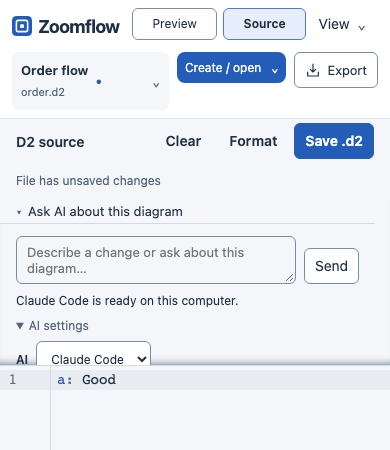 Zoomflow
Preview
Source
View
Order flow
order.d2
Create / open
Export
D2 source
Clear
Format
Save .d2
File has unsaved changes
Ask AI about this diagram
Describe a change or ask about this
diagram...
Send
Claude Code is ready on this computer.
AI settings
AI
Claude Code
1
a: Good